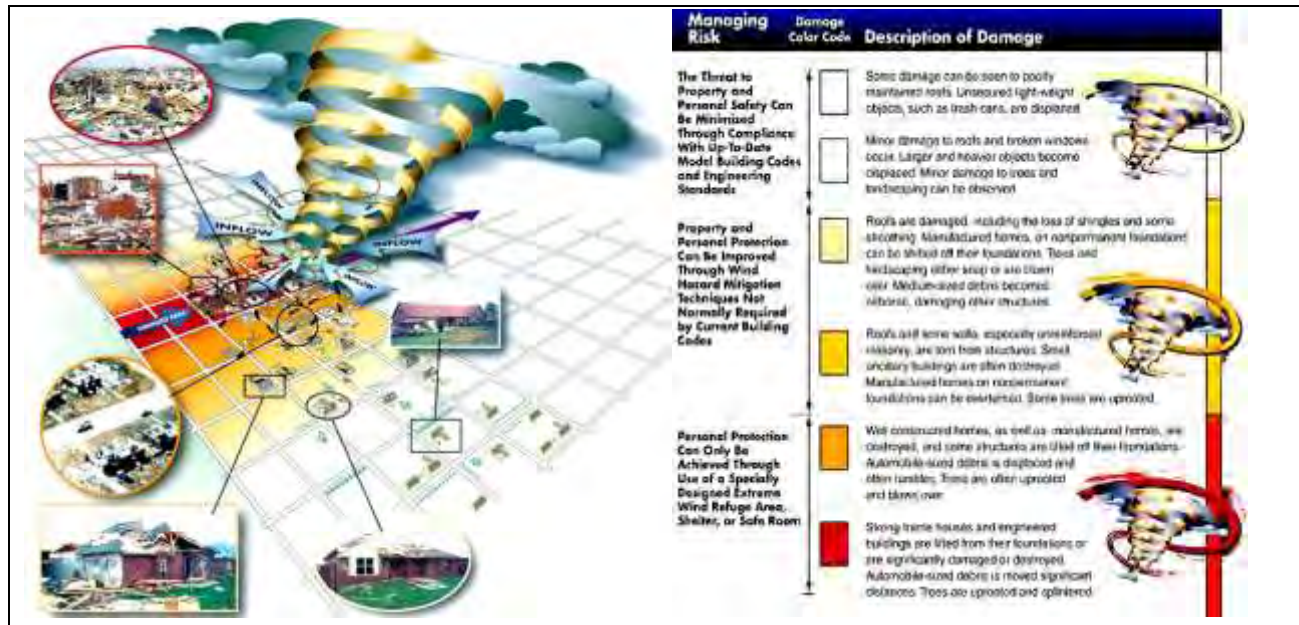 INFLOW
INFLOW
INFLOW
INFLOW
Managing
Risk
Damage
Color Code
Description of Damage
The Threat to
Property and
Personal Safety Can
Be Minimized
Through Compliance
With Up-To-Date
Model Building Codes
and Engineering
Standards
Some damage can be seen to poorly
maintained roofs. Unsecured light-weight
objects, such as trash cans, are displaced.
Minor damage to roofs and broken windows
occur. Larger and heavier objects become
displaced. Minor damage to trees and
landscaping can be observed.
Property and
Personal Protection
Can Be Improved
Through Wind
Hazard Mitigation
Techniques Not
Normally Required
by Current Building
Codes
Roofs are damaged, including the loss of shingles and some
sheathing. Manufactured homes, on nonpermanent foundations
can be shifted off their foundations. Trees and
landscaping either snap or are blown
over. Medium-sized debris becomes
airborne, damaging other structures.
Roofs and some walls, especially unreinforced
masonry, are torn from structures. Small
ancillary buildings are often destroyed.
Manufactured homes on nonpermanent
foundations can be overturned. Some trees are uprooted.
Personal Protection
Can Only Be
Achieved Through
Use of a Specially
Designed Extreme
Wind Refuge Area,
Shelter, or Safe Room
Well constructed homes, as well as manufactured homes, are
destroyed, and some structures are lifted off their foundations.
Automobile-sized debris is displaced and
often tumbles. Trees are often uprooted
and blown over.
Strong frame houses and engineered
buildings are lifted from their foundations or
are significantly damaged or destroyed.
Automobile-sized debris is moved significant
distances. Trees are uprooted and splintered.